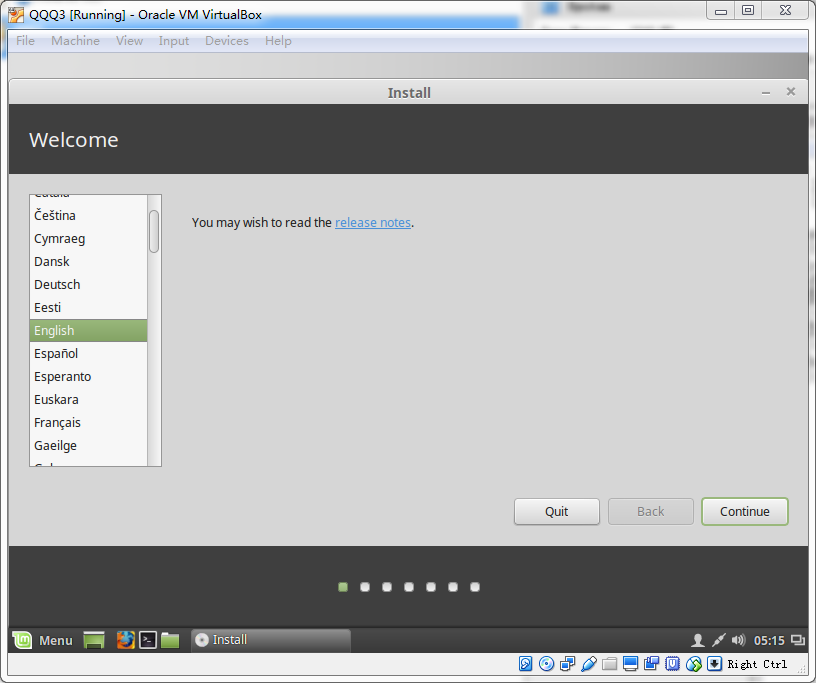 QQQ3 [Running] - Oracle VM VirtualBox
File Machine View Input Devices Help
Install
Welcome
Čeština
Cymraeg
Dansk
Deutsch
Eesti
English
Español
Esperanto
Euskara
Français
Gaeilge
You may wish to read the release notes.
Quit Back Continue
Menu Install 05:15
Right Ctrl